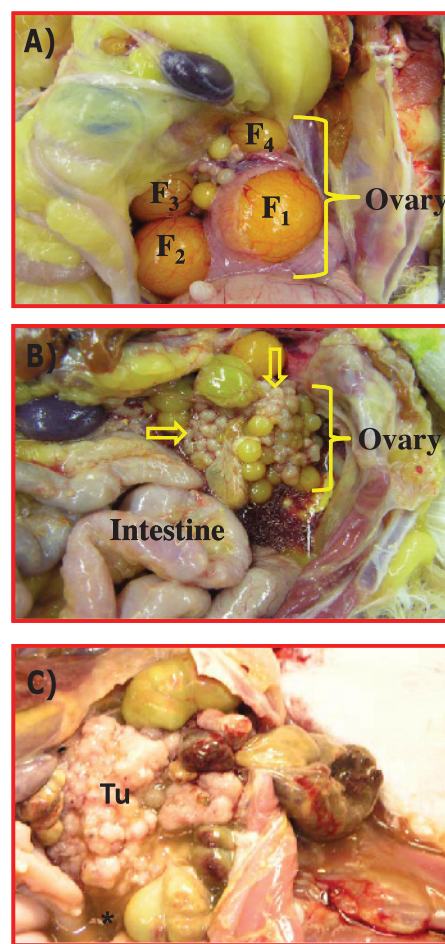 A)
F4
F3
F1
Ovary
F2
B)
Ovary
Intestine
C)
Tu
*